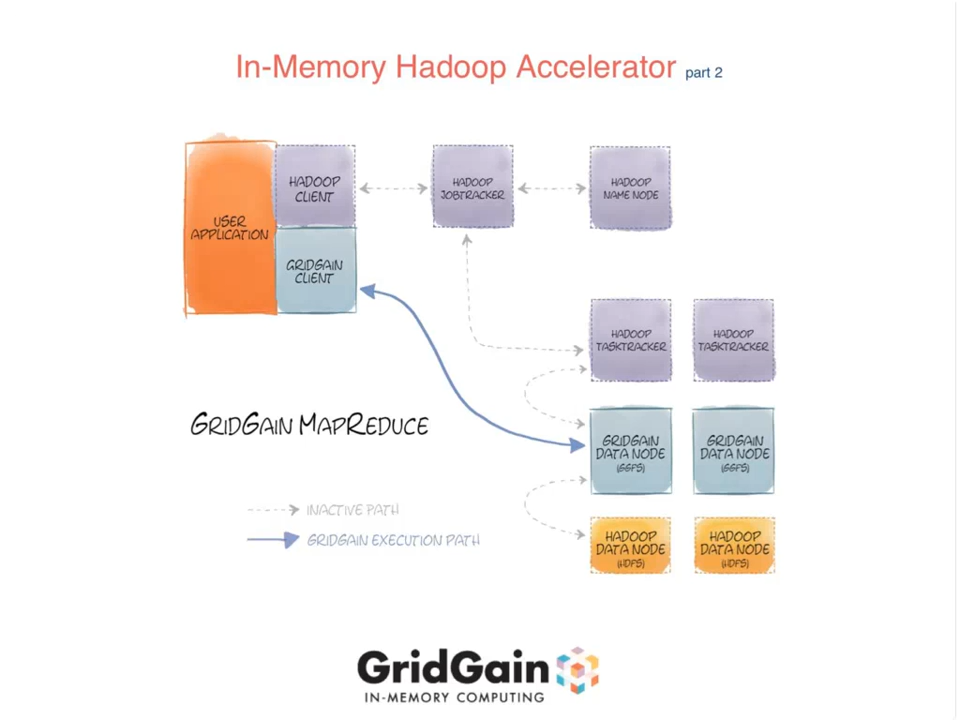 In-Memory Hadoop Accelerator part 2
USER
APPLICATION
HADOOP
CLIENT
GRIDGAIN
CLIENT
HADOOP
JOBTRACKER
HADOOP
NAME NODE
HADOOP
TASKTRACKER
HADOOP
TASKTRACKER
GRIDGAIN MAPREDUCE
GRIDGAIN
DATA NODE
(GGFS)
GRIDGAIN
DATA NODE
(GGFS)
INACTIVE PATH
GRIDGAIN EXECUTION PATH
HADOOP
DATA NODE
(HDFS)
HADOOP
DATA NODE
(HDFS)
GridGain
IN-MEMORY COMPUTING